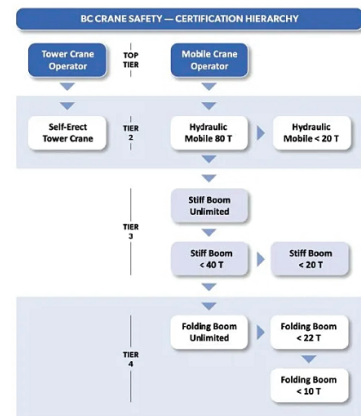 BC CRANE SAFETY — CERTIFICATION HIERARCHY
Tower Crane
Operator
TOP
TIER
Mobile Crane
Operator
Self-Erect
Tower Crane
TIER
2
Hydraulic
Mobile 80 T
Hydraulic
Mobile < 20 T
Stiff Boom
Unlimited
TIER
3
Stiff Boom
< 40 T
Stiff Boom
< 20 T
Folding Boom
Unlimited
Folding Boom
< 22 T
TIER
4
Folding Boom
< 10 T